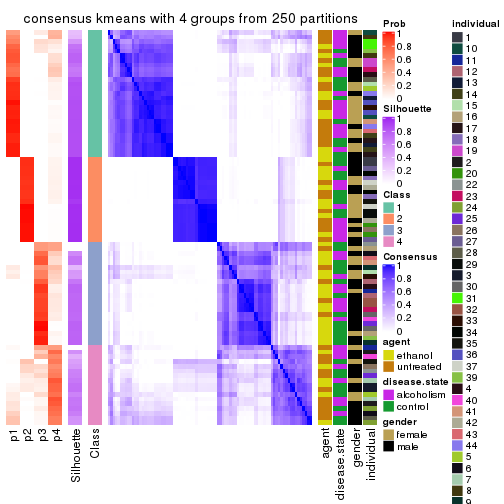 consensus kmeans with 4 groups from 250 partitions
p1
p2
p3
p4
Silhouette
Class
agent
disease.state
gender
individual
Prob
1
0.8
0.6
0.4
0.2
0
Silhouette
1
0.8
0.6
0.4
0.2
0
Class
1
2
3
4
Consensus
1
0.8
0.6
0.4
0.2
0
agent
ethanol
untreated
disease.state
alcoholism
control
gender
female
male
individual
1
10
11
12
13
14
15
16
17
18
19
2
20
22
23
24
25
26
27
28
29
3
30
31
32
33
34
35
36
37
39
4
40
41
42
43
44
5
6
7
8
9